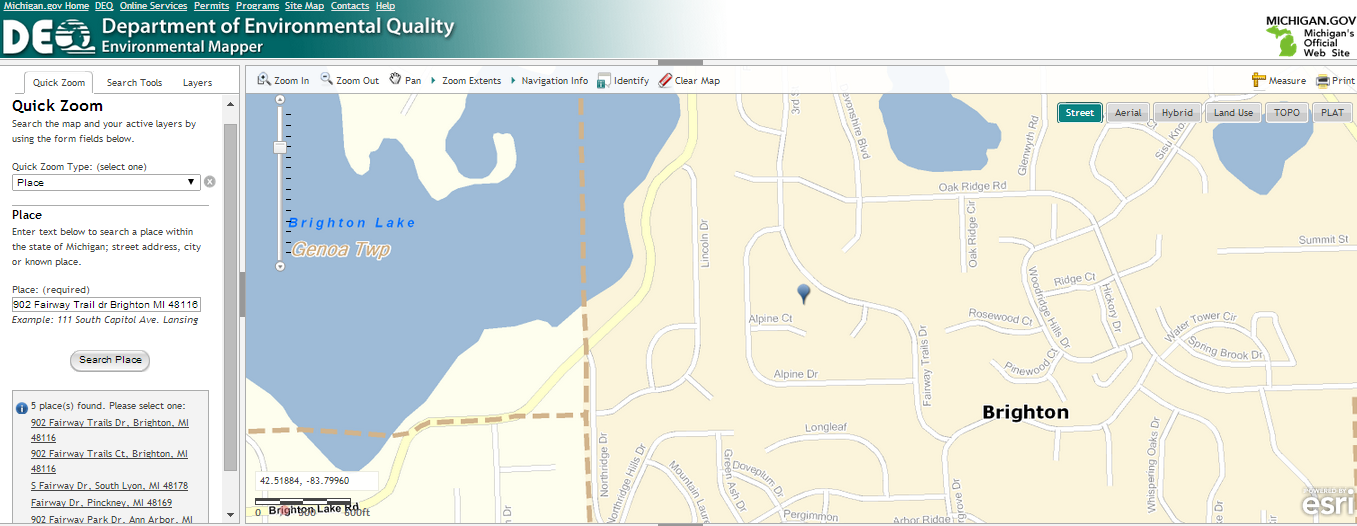 Michigan.gov Home DEQ Online Services Permits Programs Site Map Contacts Help
DEQ Department of Environmental Quality
Environmental Mapper
MICHIGAN.GOV
Michigan's
Official
Web Site
Quick Zoom Search Tools Layers
Zoom In Zoom Out Pan Zoom Extents Navigation Info Identify Clear Map Measure Print
Street Aerial Hybrid Land Use TOPO PLAT
Quick Zoom
Search the map and your active layers by
using the form fields below.
Quick Zoom Type: (select one)
Place
Place
Enter text below to search a place within
the state of Michigan; street address, city
or known place.
Place: (required)
902 Fairway Trail dr Brighton MI 48116
Example: 111 South Capitol Ave. Lansing
Search Place
5 place(s) found. Please select one:
902 Fairway Trails Dr, Brighton, MI
48116
902 Fairway Trails Ct, Brighton, MI
48116
S Fairway Dr, South Lyon, MI 48178
Fairway Dr, Pinckney, MI 48169
902 Fairway Park Dr, Ann Arbor, MI
Brighton Lake
Genoa Twp
Lincoln Dr
3rd S
evonshire Blvd
Glenwyth Rd
Sisu Kno
Oak Ridge Rd
Oak Ridge Cir
Summit St
Ridge Ct
Woodridge Hills Dr
Hickory Dr
Rosewood Ct
Water Tower Cir
Spring Brook Dr
Pinewood Ct
Alpine Ct
Alpine Dr
Fairway Trails Dr
Brighton
Longleaf
Northridge Dr
Northridge Hills Dr
Mountain Laure
Green Ash Dr
Doveplum Dr
Pergimmon
grove Dr
Arbor Ridge
Whispering Oaks Dr
42.51884, -83.79960
Brighton Lake Rd
600ft
POWERED BY
esri